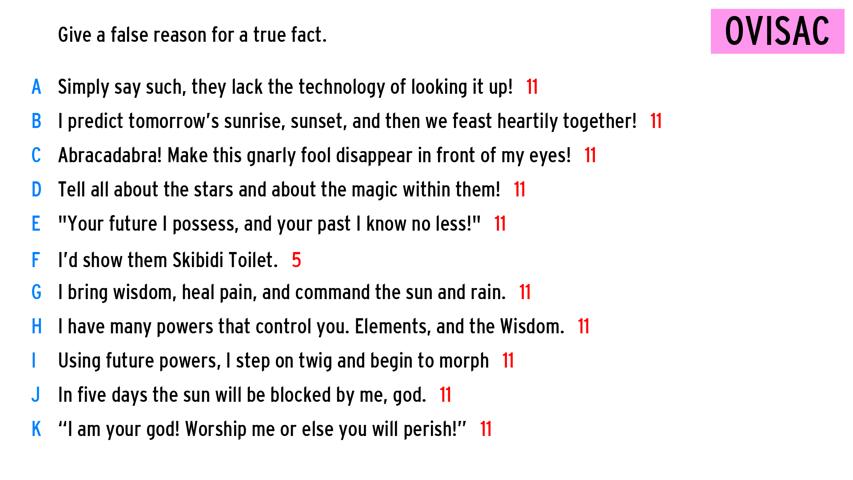 Give a false reason for a true fact.
OVISAC
A Simply say such, they lack the technology of looking it up! 11
B I predict tomorrow's sunrise, sunset, and then we feast heartily together! 11
C Abracadabra! Make this gnarly fool disappear in front of my eyes! 11
D Tell all about the stars and about the magic within them! 11
E "Your future I possess, and your past I know no less!" 11
F I'd show them Skibidi Toilet. 5
G I bring wisdom, heal pain, and command the sun and rain. 11
H I have many powers that control you. Elements, and the Wisdom. 11
I Using future powers, I step on twig and begin to morph 11
J In five days the sun will be blocked by me, god. 11
K “I am your god! Worship me or else you will perish!” 11